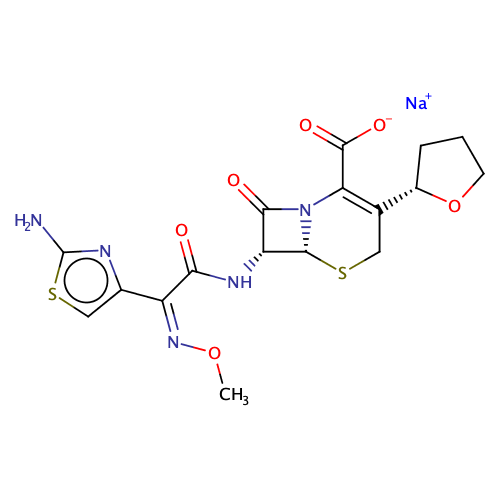 Na+
O O−
O N O
H2N O
N NH S
S
N O
CH3